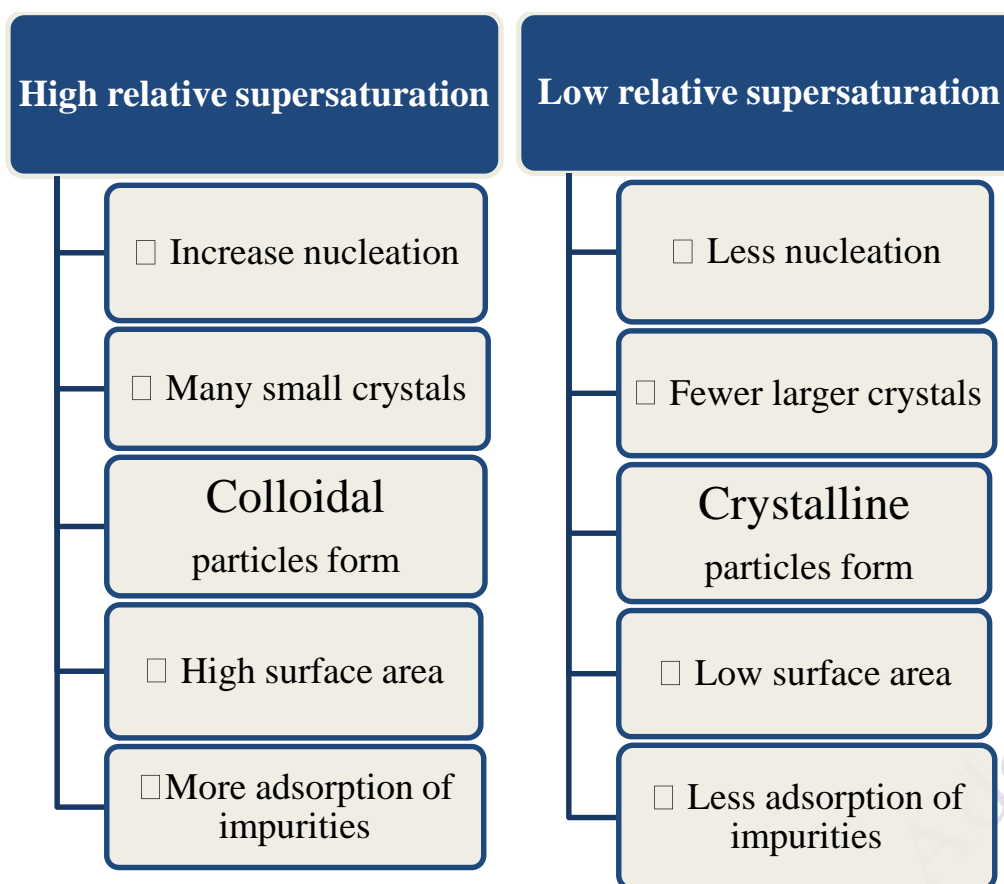 High relative supersaturation
□ Increase nucleation
□ Many small crystals
Colloidal
particles form
□ High surface area
□More adsorption of
impurities
Low relative supersaturation
□ Less nucleation
□ Fewer larger crystals
Crystalline
particles form
□ Low surface area
□ Less adsorption of
impurities